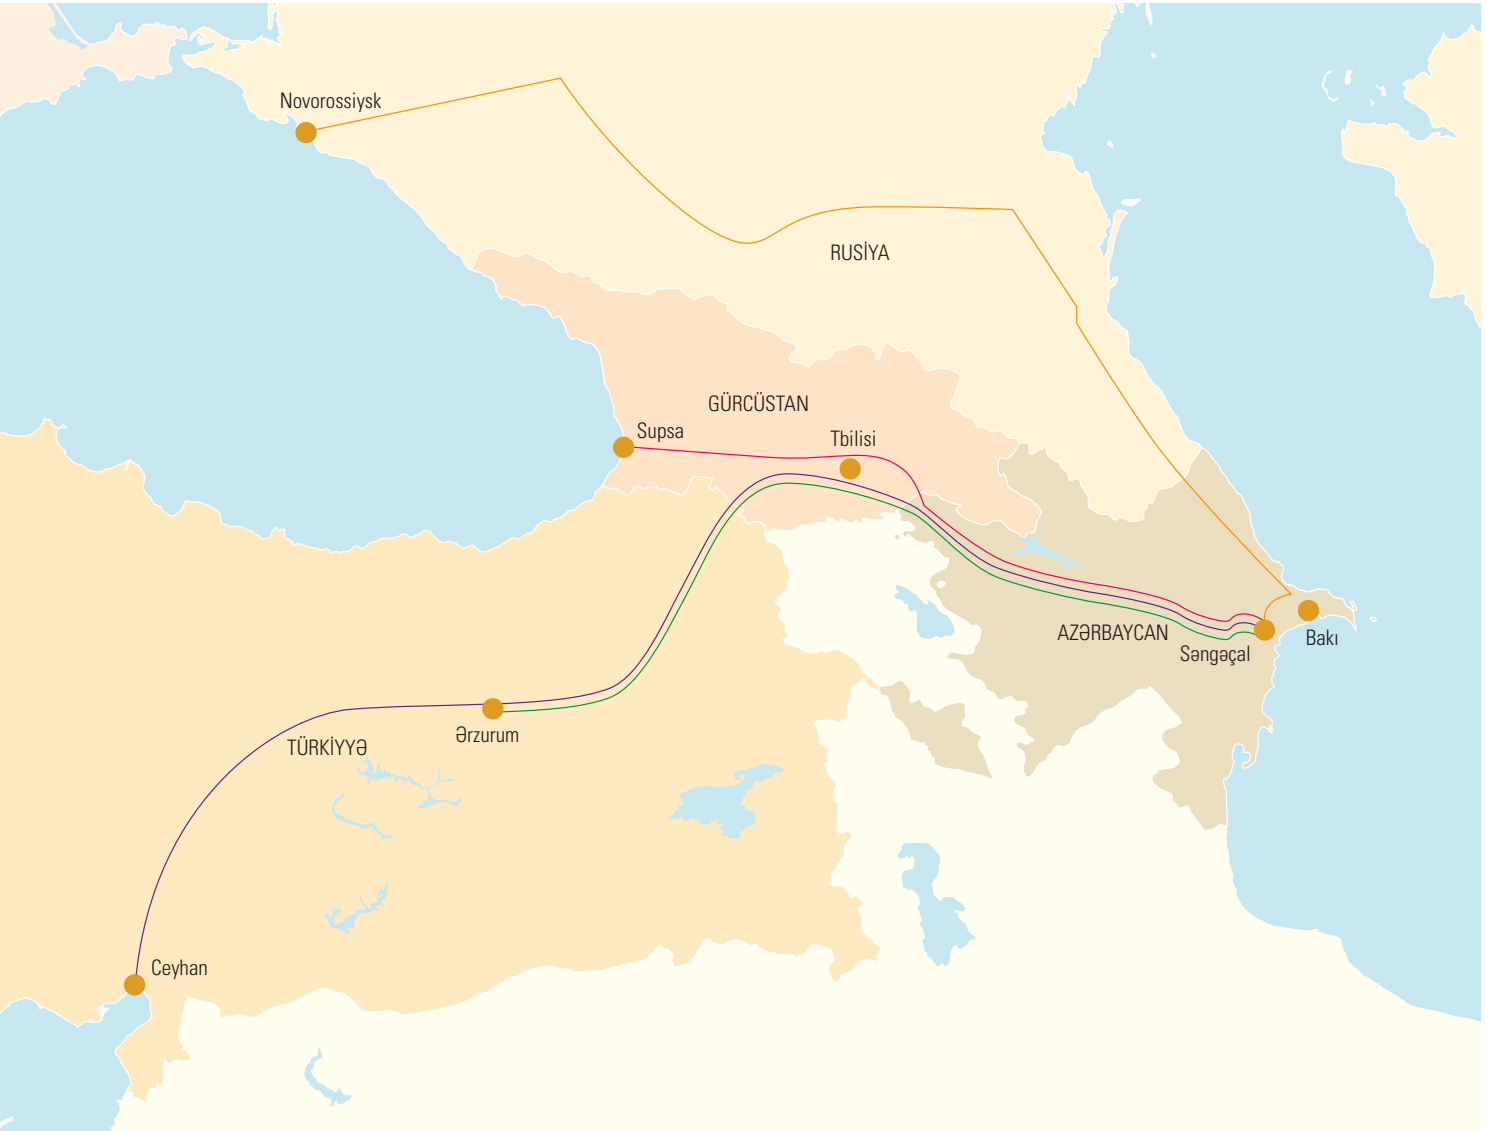 Novorossiysk
RUSİYA
GÜRCÜSTAN
Supsa
Tbilisi
AZƏRBAYCAN
Bakı
Səngəçal
Ərzurum
TÜRKİYYƏ
Ceyhan